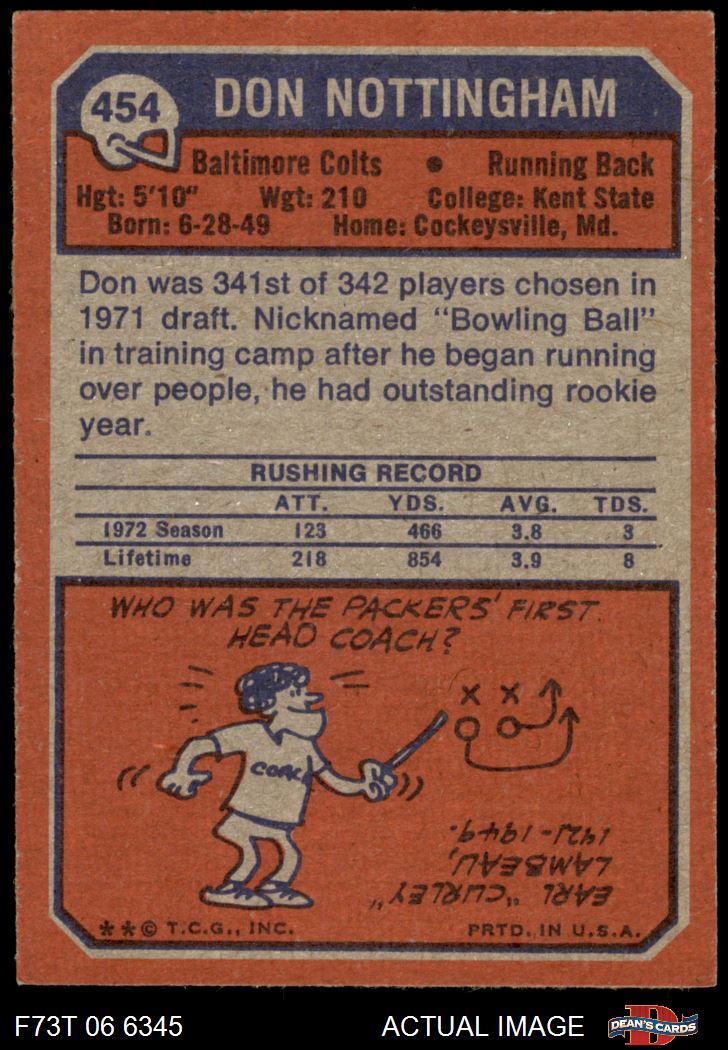 454
DON NOTTINGHAM
Baltimore Colts • Running Back
Hgt: 5'10" Wgt: 210 College: Kent State
Born: 6-28-49 Home: Cockeysville, Md.
Don was 341st of 342 players chosen in
1971 draft. Nicknamed "Bowling Ball"
in training camp after he began running
over people, he had outstanding rookie
year.
RUSHING RECORD
ATT. YDS. AVG. TDS.
1972 Season 123 466 3.8 3
Lifetime 218 854 3.9 8
WHO WAS THE PACKERS' FIRST
HEAD COACH?
X X
COACH
EARL "CURLEY"
LAMBEAU,
1921-1949.
**© T.C.G., INC. PRTD. IN U.S.A.
F73T 06 6345 ACTUAL IMAGE
D
DEAN'S CARDS